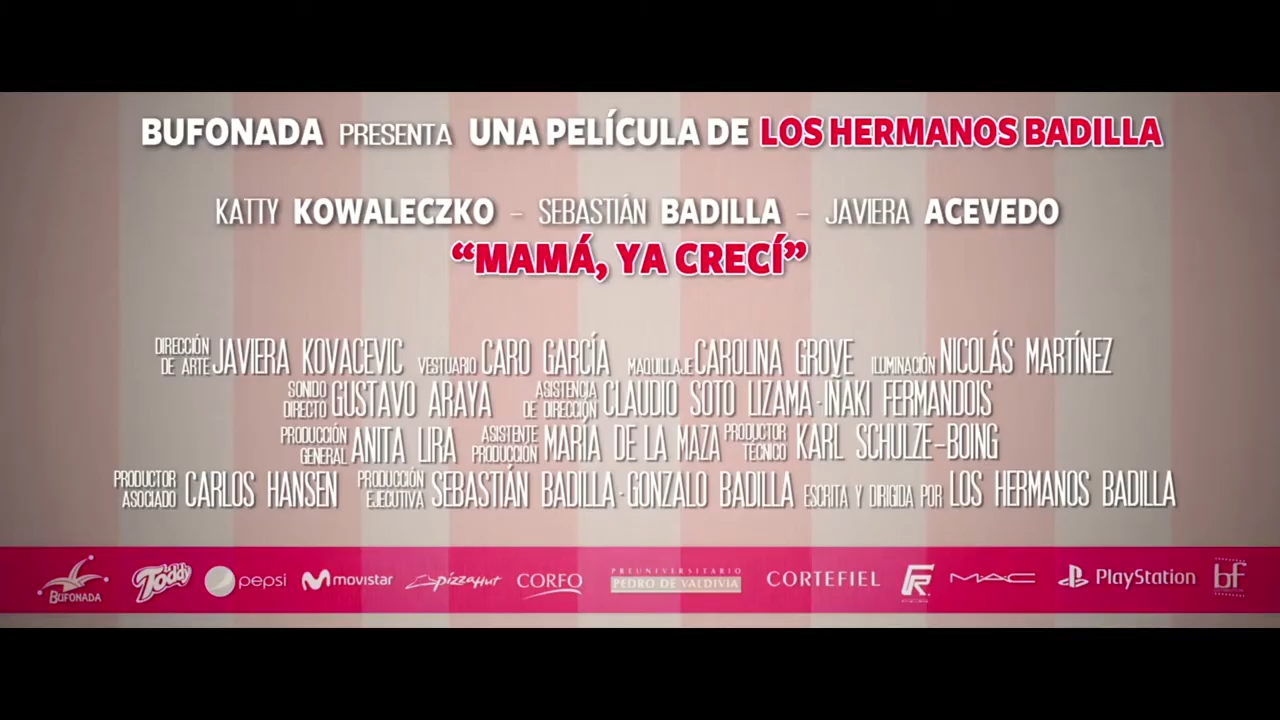 BUFONADA PRESENTA UNA PELÍCULA DE LOS HERMANOS BADILLA
KATTY KOWALECZKO - SEBASTIÁN BADILLA - JAVIERA ACEVEDO
“MAMÁ, YA CRECÍ”
DIRECCIÓN DE ARTE JAVIERA KOVACEVIC VESTUARIO CARO GARCÍA MAQUILLAJE CAROLINA GROVE ILUMINACIÓN NICOLÁS MARTÍNEZ
SONIDO DIRECTO GUSTAVO ARAYA ASISTENCIA DE DIRECCIÓN CLAUDIO SOTO LIZAMA·IÑAKI FERMANDOIS
PRODUCCIÓN GENERAL ANITA LIRA ASISTENTE PRODUCCIÓN MARÍA DE LA MAZA PRODUCTOR TÉCNICO KARL SCHULZE-BOING
PRODUCTOR ASOCIADO CARLOS HANSEN PRODUCCIÓN EJECUTIVA SEBASTIÁN BADILLA·GONZALO BADILLA ESCRITA Y DIRIGIDA POR LOS HERMANOS BADILLA
BUFONADA Toddy pepsi movistar pizza Hut CORFO PREUNIVERSITARIO PEDRO DE VALDIVIA CORTEFIEL MAC PlayStation bf